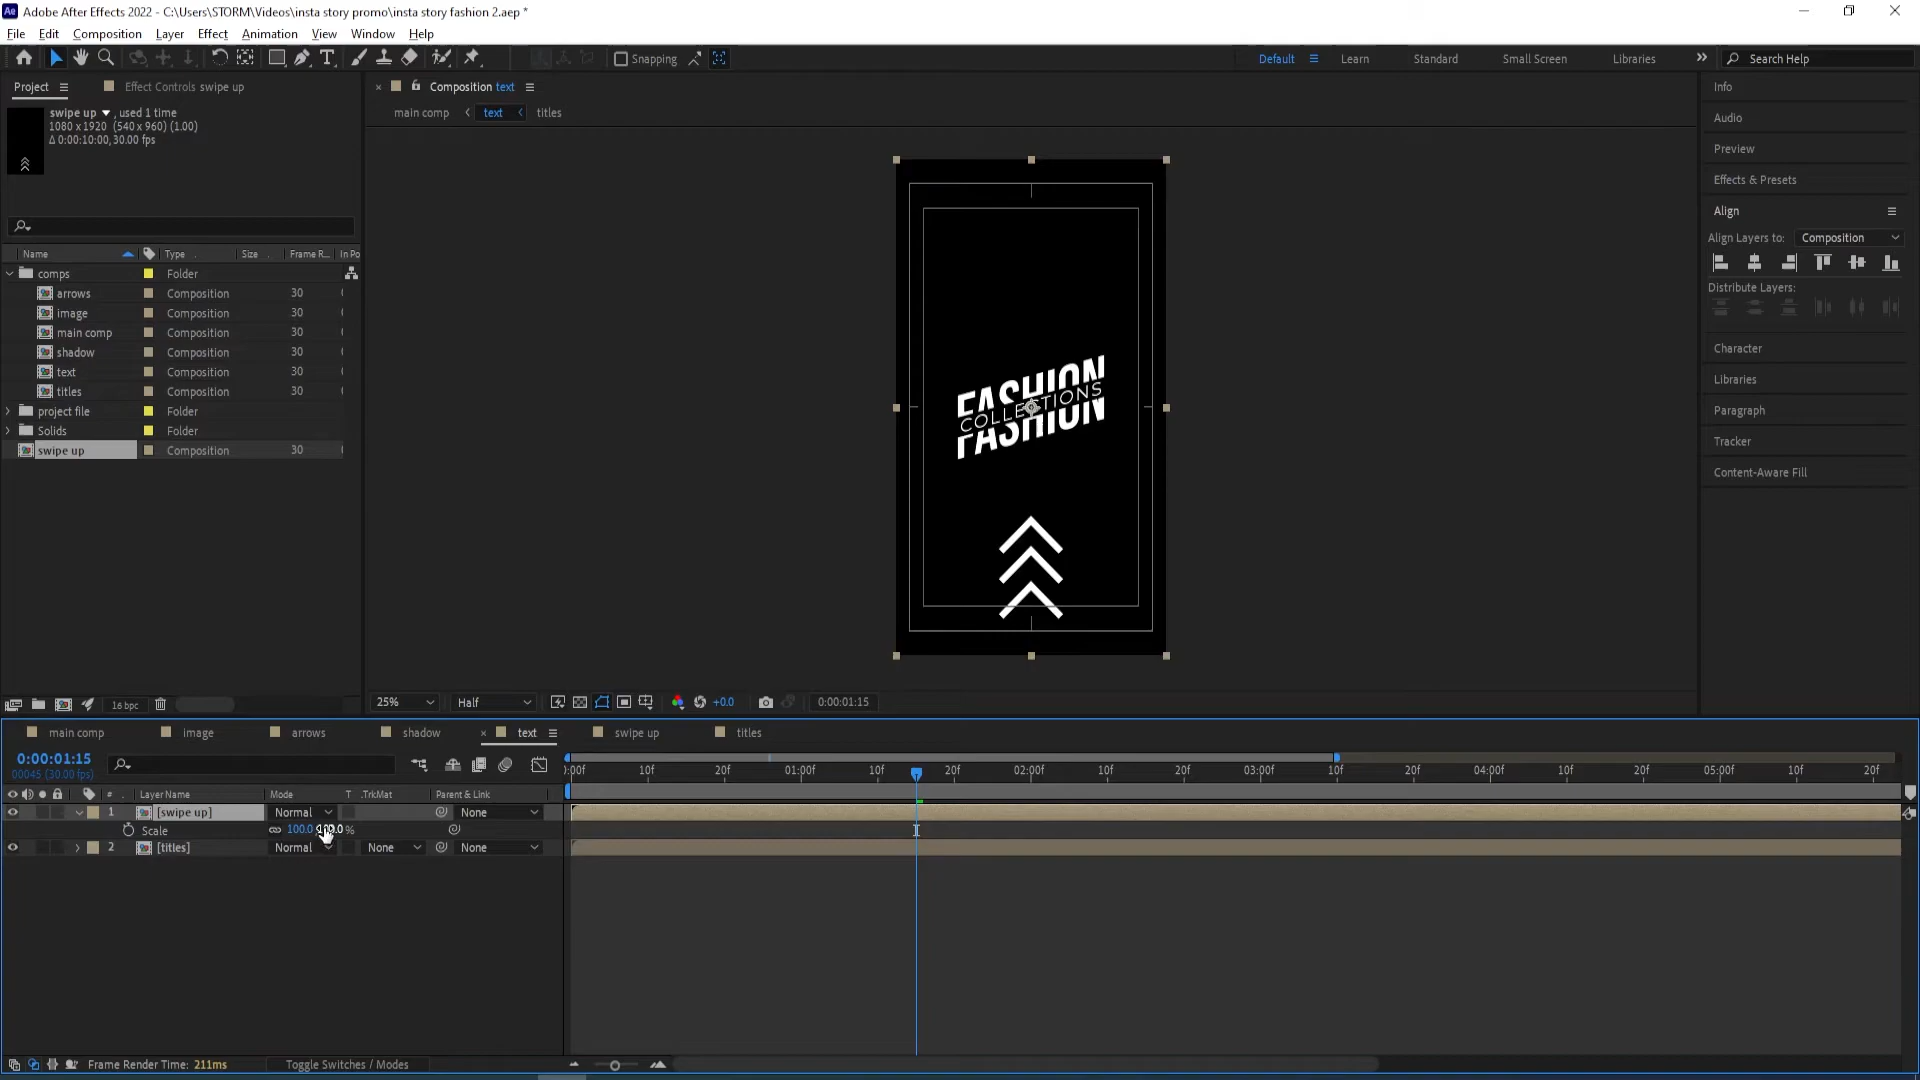 Ae Adobe After Effects 2022 - C:\Users\STORM\Videos\insta story promo\insta story fashion 2.aep *
File Edit Composition Layer Effect Animation View Window Help
Snapping Default Learn Standard Small Screen Libraries Search Help
Project Effect Controls swipe up
swipe up , used 1 time
1080 x 1920 (540 x 960) (1.00)
Δ 0:00:10:00, 30.00 fps
Name Type Size Frame R... In Po
comps Folder
arrows Composition 30
image Composition 30
main comp Composition 30
shadow Composition 30
text Composition 30
titles Composition 30
project file Folder
Solids Folder
swipe up Composition 30
16 bpc
Composition text
main comp text titles
FASHION
COLLECTIONS
FASHION
25% Half +0.0 0:00:01:15
Info
Audio
Preview
Effects & Presets
Align
Align Layers to: Composition
Distribute Layers:
Character
Libraries
Paragraph
Tracker
Content-Aware Fill
main comp image arrows shadow text swipe up titles
0:00:01:15
00045 (30.00 fps)
:00f 10f 20f 01:00f 10f 20f 02:00f 10f 20f 03:00f 10f 20f 04:00f 10f 20f 05:00f 10f 20f
# Layer Name Mode T .TrkMat Parent & Link
1 [swipe up] Normal None
Scale 100.0 100.0 %
2 [titles] Normal None None
Frame Render Time: 211ms Toggle Switches / Modes